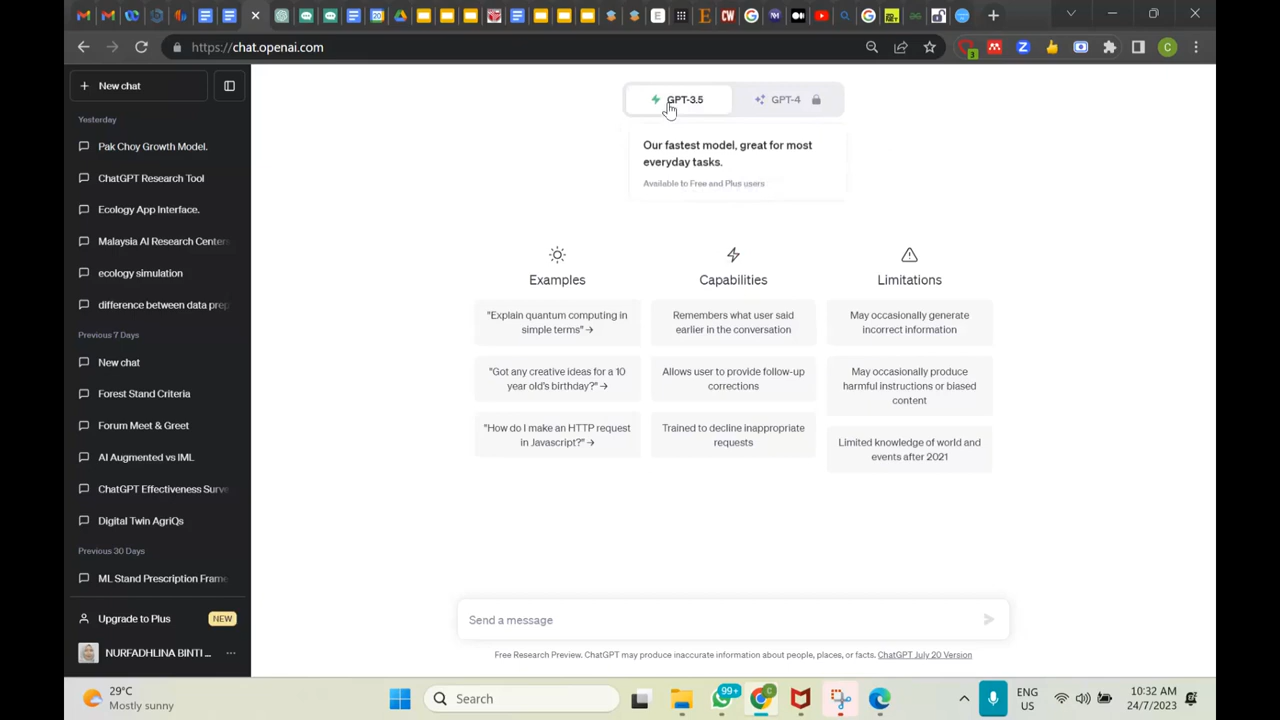 https://chat.openai.com
New chat
Yesterday
Pak Choy Growth Model.
ChatGPT Research Tool
Ecology App Interface.
Malaysia AI Research Center
ecology simulation
difference between data prep
Previous 7 Days
New chat
Forest Stand Criteria
Forum Meet & Greet
AI Augmented vs IML
ChatGPT Effectiveness Surve
Digital Twin AgriQs
Previous 30 Days
ML Stand Prescription Frame
Upgrade to Plus
NEW
NURFADHLINA BINTI ...
GPT-3.5
GPT-4
Our fastest model, great for most
everyday tasks.
Available to Free and Plus users
Examples
"Explain quantum computing in
simple terms" →
"Got any creative ideas for a 10
year old's birthday?" →
"How do I make an HTTP request
in Javascript?" →
Capabilities
Remembers what user said
earlier in the conversation
Allows user to provide follow-up
corrections
Trained to decline inappropriate
requests
Limitations
May occasionally generate
incorrect information
May occasionally produce
harmful instructions or biased
content
Limited knowledge of world and
events after 2021
Send a message
Free Research Preview. ChatGPT may produce inaccurate information about people, places, or facts. ChatGPT July 20 Version
29°C
Mostly sunny
Search
99+
ENG
US
10:32 AM
24/7/2023